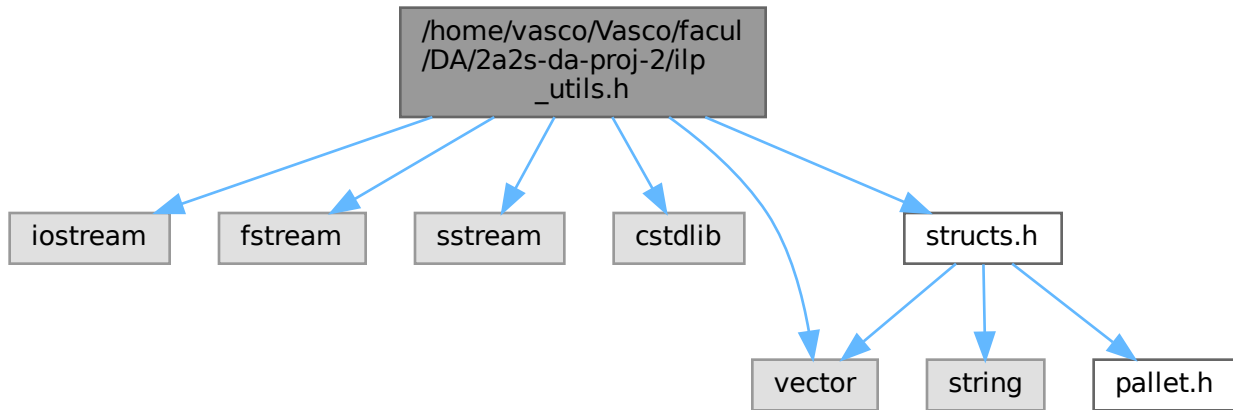 /home/vasco/Vasco/facul
/DA/2a2s-da-proj-2/ilp
_utils.h
iostream
fstream
sstream
cstdlib
structs.h
vector
string
pallet.h